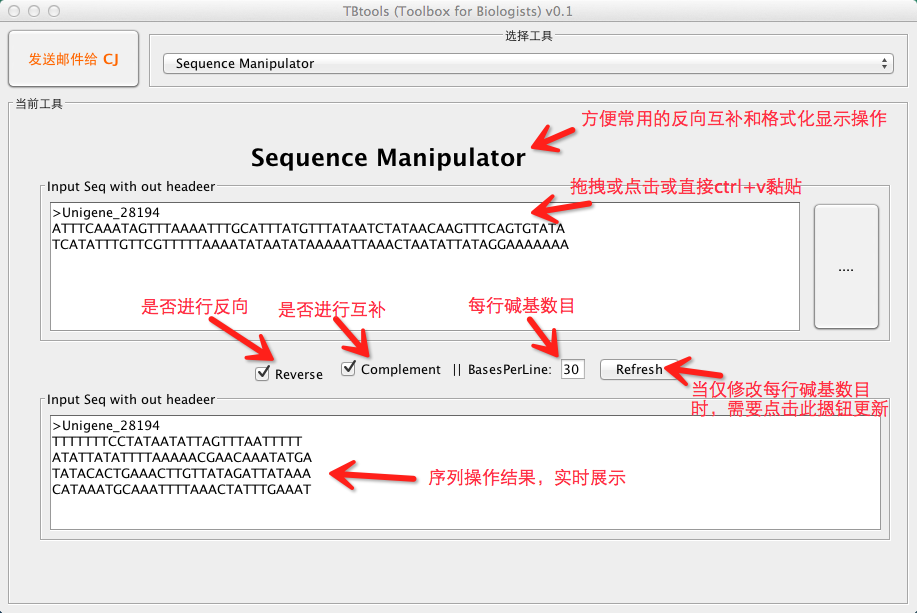 TBtools (Toolbox for Biologists) v0.1
发送邮件给 CJ
选择工具
Sequence Manipulator
当前工具
方便常用的反向互补和格式化显示操作
Sequence Manipulator
Input Seq with out headeer
拖拽或点击或直接ctrl+v黏贴
>Unigene_28194
ATTTCAAATAGTTTAAAATTTGCATTTATGTTTATAATCTATAACAAGTTTCAGTGTATA
TCATATTTGTTCGTTTTTAAAATATAATATAAAAATTAAACTAATATTATAGGAAAAAAA
....
是否进行反向
是否进行互补
每行碱基数目
Reverse
Complement
|| BasesPerLine:
30
Refresh
当仅修改每行碱基数目
时，需要点击此摁钮更新
Input Seq with out headeer
>Unigene_28194
TTTTTTTCCTATAATATTAGTTTAATTTTT
ATATTATATTTTAAAAACGAACAAATATGA
TATACACTGAAACTTGTTATAGATTATAAA
CATAAATGCAAATTTTAAACTATTTGAAAT
序列操作结果，实时展示